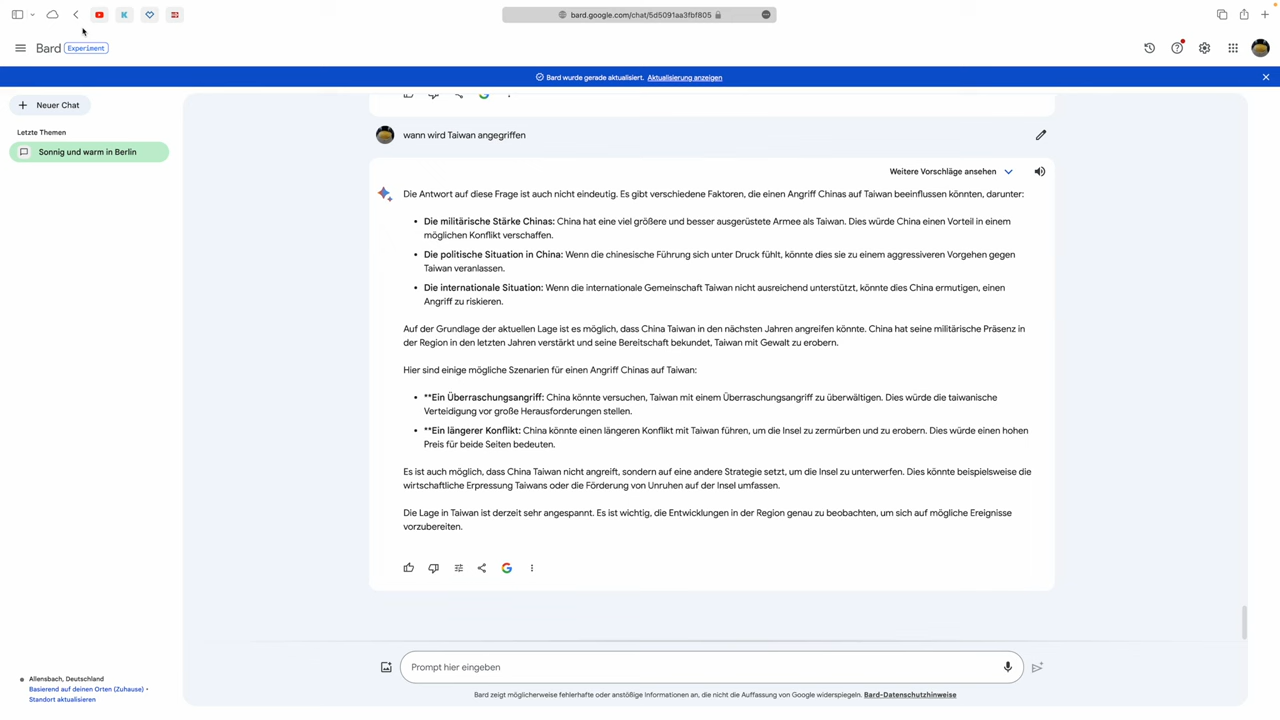 K
bard.google.com/chat/5d5091aa3fbf805
Bard Experiment
Bard wurde gerade aktualisiert. Aktualisierung anzeigen
+ Neuer Chat
Letzte Themen
Sonnig und warm in Berlin
wann wird Taiwan angegriffen
Weitere Vorschläge ansehen
Die Antwort auf diese Frage ist auch nicht eindeutig. Es gibt verschiedene Faktoren, die einen Angriff Chinas auf Taiwan beeinflussen könnten, darunter:
• Die militärische Stärke Chinas: China hat eine viel größere und besser ausgerüstete Armee als Taiwan. Dies würde China einen Vorteil in einem
möglichen Konflikt verschaffen.
• Die politische Situation in China: Wenn die chinesische Führung sich unter Druck fühlt, könnte dies sie zu einem aggressiveren Vorgehen gegen
Taiwan veranlassen.
• Die internationale Situation: Wenn die internationale Gemeinschaft Taiwan nicht ausreichend unterstützt, könnte dies China ermutigen, einen
Angriff zu riskieren.
Auf der Grundlage der aktuellen Lage ist es möglich, dass China Taiwan in den nächsten Jahren angreifen könnte. China hat seine militärische Präsenz in
der Region in den letzten Jahren verstärkt und seine Bereitschaft bekundet, Taiwan mit Gewalt zu erobern.
Hier sind einige mögliche Szenarien für einen Angriff Chinas auf Taiwan:
• **Ein Überraschungsangriff: China könnte versuchen, Taiwan mit einem Überraschungsangriff zu überwältigen. Dies würde die taiwanische
Verteidigung vor große Herausforderungen stellen.
• **Ein längerer Konflikt: China könnte einen längeren Konflikt mit Taiwan führen, um die Insel zu zermürben und zu erobern. Dies würde einen hohen
Preis für beide Seiten bedeuten.
Es ist auch möglich, dass China Taiwan nicht angreift, sondern auf eine andere Strategie setzt, um die Insel zu unterwerfen. Dies könnte beispielsweise die
wirtschaftliche Erpressung Taiwans oder die Förderung von Unruhen auf der Insel umfassen.
Die Lage in Taiwan ist derzeit sehr angespannt. Es ist wichtig, die Entwicklungen in der Region genau zu beobachten, um sich auf mögliche Ereignisse
vorzubereiten.
Prompt hier eingeben
Bard zeigt möglicherweise fehlerhafte oder anstößige Informationen an, die nicht die Auffassung von Google widerspiegeln. Bard-Datenschutzhinweise
Allensbach, Deutschland
Basierend auf deinen Orten (Zuhause) •
Standort aktualisieren